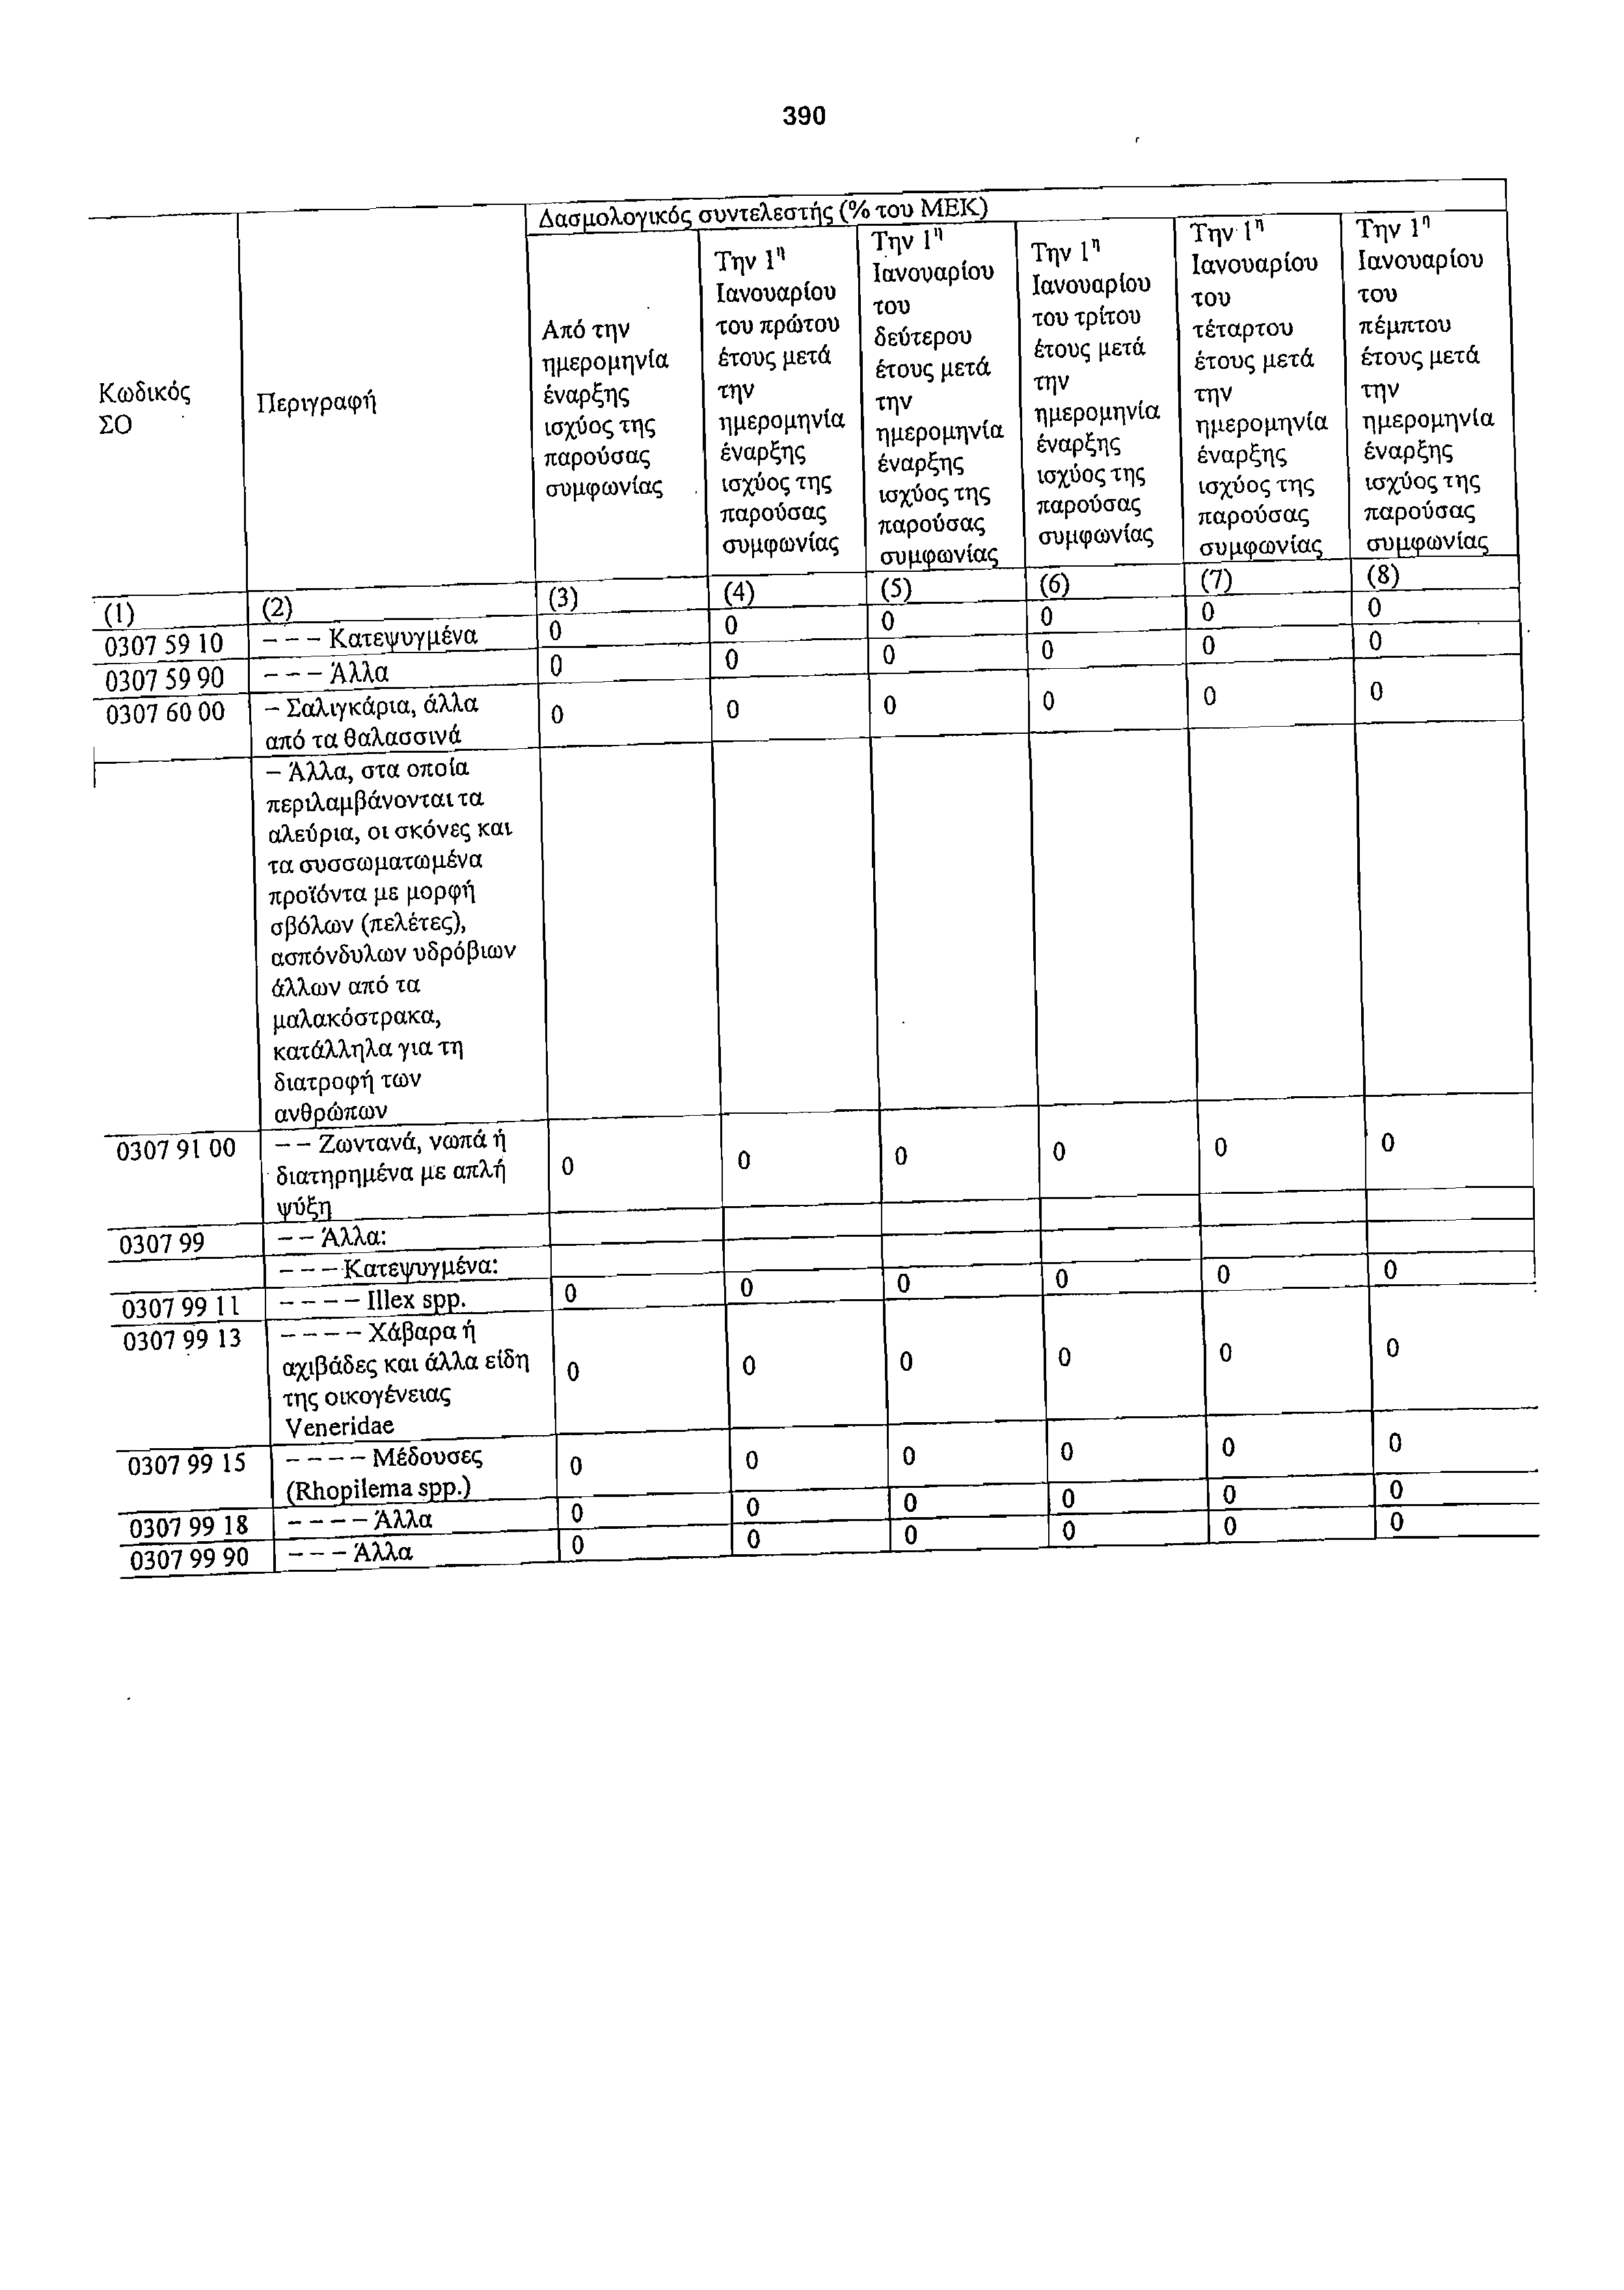 390
Δασμολογικός συντελεστής (% του ΜΕΚ)
Κωδικός
ΣΟ
Περιγραφή
Από την
ημερομηνία
έναρξης
ισχύος της
παρούσας
συμφωνίας
Την 1η
Ιανουαρίου
του πρώτου
έτους μετά
την
ημερομηνία
έναρξης
ισχύος της
παρούσας
συμφωνίας
Την 1η
Ιανουαρίου
του
δεύτερου
έτους μετά
την
ημερομηνία
έναρξης
ισχύος της
παρούσας
συμφωνίας
Την 1η
Ιανουαρίου
του τρίτου
έτους μετά
την
ημερομηνία
έναρξης
ισχύος της
παρούσας
συμφωνίας
Την 1η
Ιανουαρίου
του
τέταρτου
έτους μετά
την
ημερομηνία
έναρξης
ισχύος της
παρούσας
συμφωνίας
Την 1η
Ιανουαρίου
του
πέμπτου
έτους μετά
την
ημερομηνία
έναρξης
ισχύος της
παρούσας
συμφωνίας
(1) (2) (3) (4) (5) (6) (7) (8)
0307 59 10 – – – Κατεψυγμένα 0 0 0 0 0 0
0307 59 90 – – – Άλλα 0 0 0 0 0 0
0307 60 00 – Σαλιγκάρια, άλλα 0 0 0 0 0 0
από τα θαλασσινά
– Άλλα, στα οποία
περιλαμβάνονται τα
αλεύρια, οι σκόνες και
τα συσσωματωμένα
προϊόντα με μορφή
σβόλων (πελέτες),
ασπόνδυλων υδρόβιων
άλλων από τα
μαλακόστρακα,
κατάλληλα για τη
διατροφή των
ανθρώπων
0307 91 00 – – Ζωντανά, νωπά ή
διατηρημένα με απλή 0 0 0 0 0 0
ψύξη
0307 99 – – Άλλα:
– – – Κατεψυγμένα:
0307 99 11 – – – – Illex spp. 0 0 0 0 0 0
0307 99 13 – – – – Χάβαρα ή
αχιβάδες και άλλα είδη 0 0 0 0 0 0
της οικογένειας
Veneridae
0307 99 15 – – – – Μέδουσες 0 0 0 0 0 0
(Rhopilema spp.)
0307 99 18 – – – – Άλλα 0 0 0 0 0 0
0307 99 90 – – – Άλλα 0 0 0 0 0 0